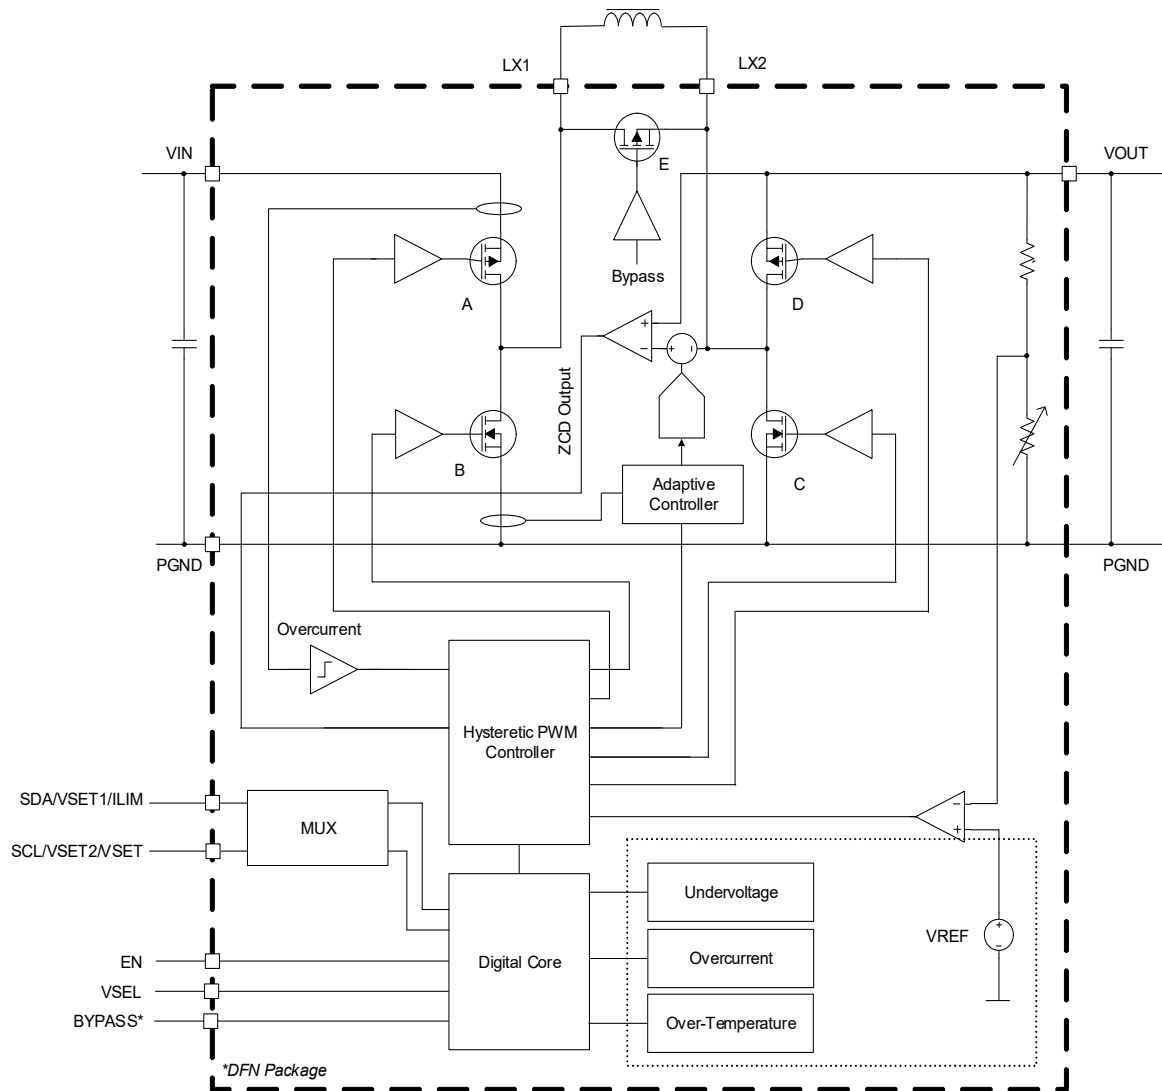 LX1
LX2
VIN
E
VOUT
Bypass
A
D
+
−
+
−
ZCD Output
B
C
Adaptive
Controller
PGND
PGND
Overcurrent
Hysteretic PWM
Controller
SDA/VSET1/ILIM
MUX
SCL/VSET2/VSET
−
+
Undervoltage
VREF
+
−
EN
Digital Core
Overcurrent
VSEL
BYPASS*
Over-Temperature
*DFN Package